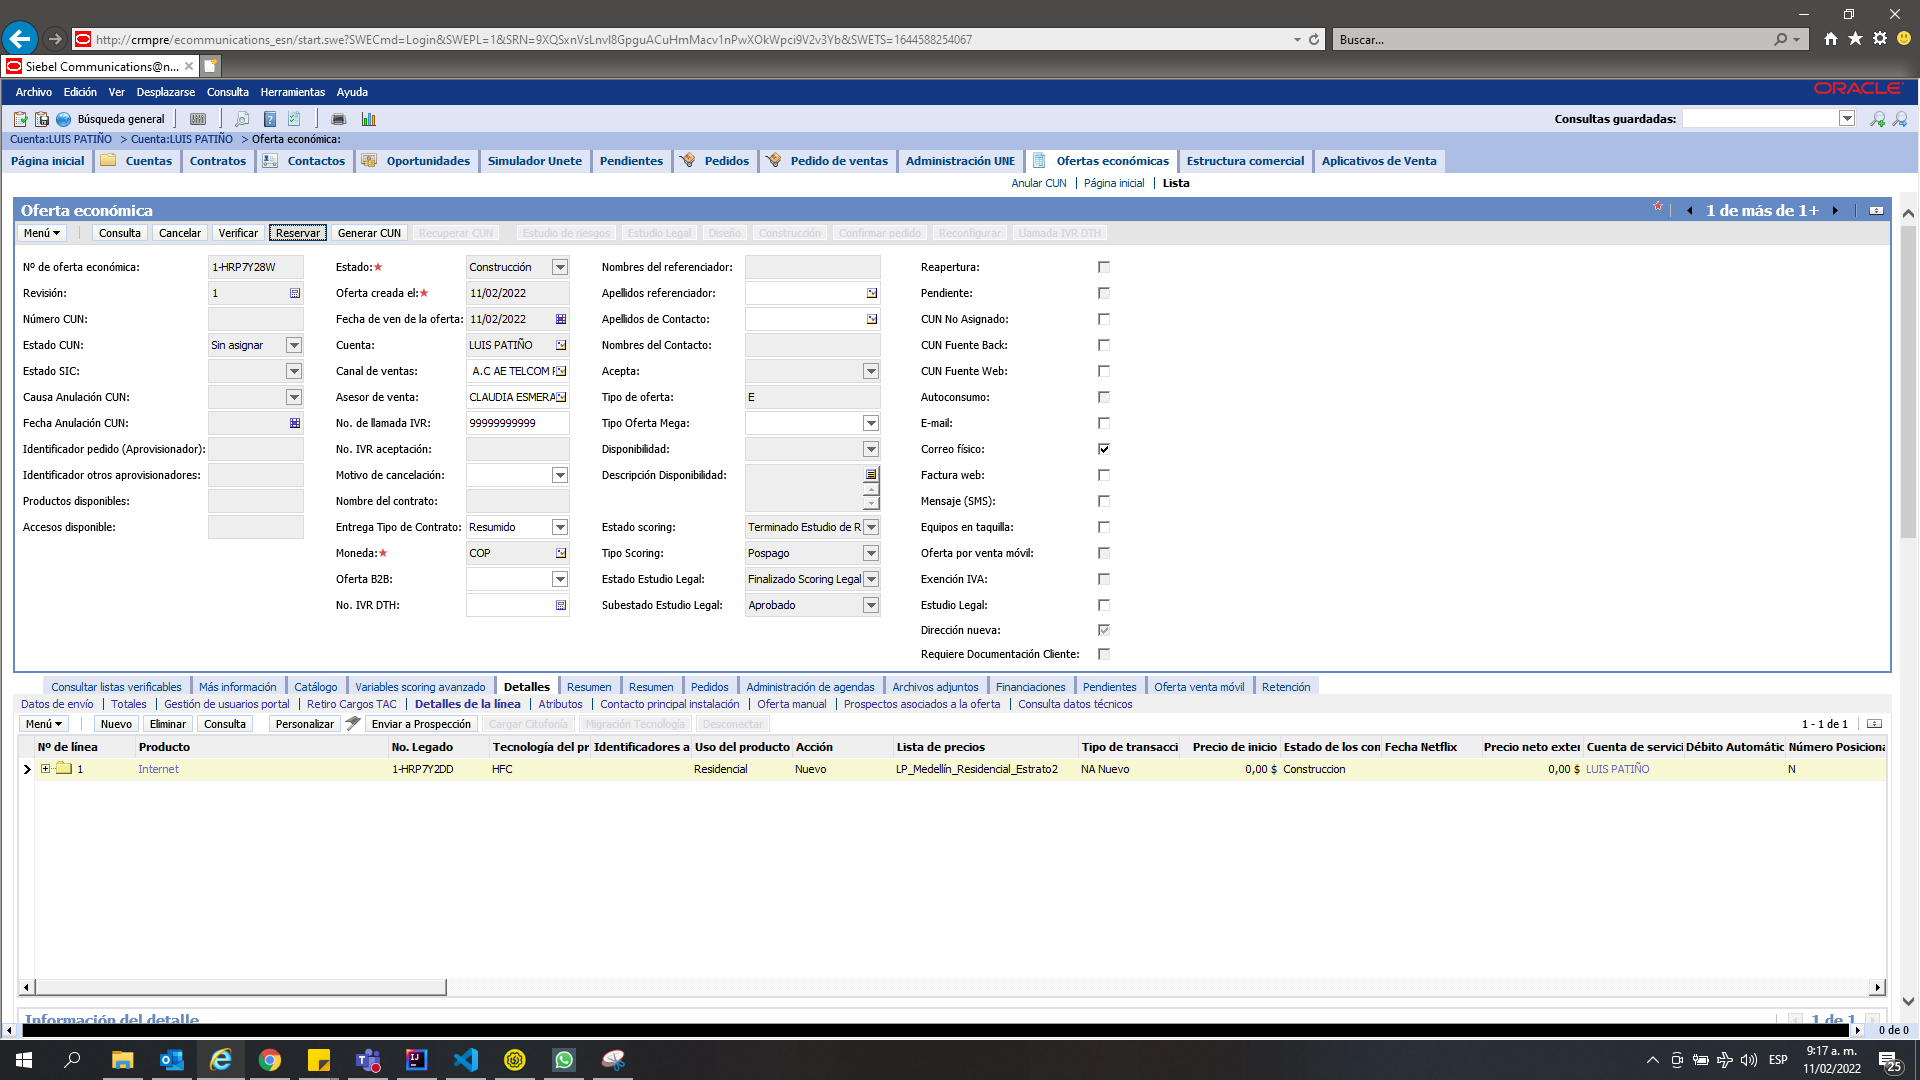 http://crmpre/ecommunications_esn/start.swe?SWECmd=Login&SWEPL=1&SRN=9XQSxnVsLnvI8GpguACuHmMacv1nPwXOkWpci9V2v3Yb&SWETS=1644588254067
Buscar...
Siebel Communications@n...
Archivo Edición Ver Desplazarse Consulta Herramientas Ayuda
ORACLE
Búsqueda general
Consultas guardadas:
Cuenta:LUIS PATIÑO > Cuenta:LUIS PATIÑO > Oferta económica:
Página inicial Cuentas Contratos Contactos Oportunidades Simulador Unete Pendientes Pedidos Pedido de ventas Administración UNE Ofertas económicas Estructura comercial Aplicativos de Venta
Anular CUN Página inicial Lista
Oferta económica
1 de más de 1+
Menú Consulta Cancelar Verificar Reservar Generar CUN Recuperar CUN Estudio de riesgos Estudio Legal Diseño Construcción Confirmar pedido Reconfigurar Llamada IVR DTH
Nº de oferta económica: 1-HRP7Y28W Estado:★ Construcción Nombres del referenciador: Reapertura:
Revisión: 1 Oferta creada el:★ 11/02/2022 Apellidos referenciador: Pendiente:
Número CUN: Fecha de ven de la oferta: 11/02/2022 Apellidos de Contacto: CUN No Asignado:
Estado CUN: Sin asignar Cuenta: LUIS PATIÑO Nombres del Contacto: CUN Fuente Back:
Estado SIC: Canal de ventas: A.C AE TELCOM Acepta: CUN Fuente Web:
Causa Anulación CUN: Asesor de venta: CLAUDIA ESMERA Tipo de oferta: E Autoconsumo:
Fecha Anulación CUN: No. de llamada IVR: 99999999999 Tipo Oferta Mega: E-mail:
Identificador pedido (Aprovisionador): No. IVR aceptación: Disponibilidad: Correo físico:
Identificador otros aprovisionadores: Motivo de cancelación: Descripción Disponibilidad: Factura web:
Productos disponibles: Nombre del contrato: Mensaje (SMS):
Accesos disponible: Entrega Tipo de Contrato: Resumido Estado scoring: Terminado Estudio de R Equipos en taquilla:
Moneda:★ COP Tipo Scoring: Pospago Oferta por venta móvil:
Oferta B2B: Estado Estudio Legal: Finalizado Scoring Legal Exención IVA:
No. IVR DTH: Subestado Estudio Legal: Aprobado Estudio Legal:
Dirección nueva:
Requiere Documentación Cliente:
Consultar listas verificables Más información Catálogo Variables scoring avanzado Detalles Resumen Resumen Pedidos Administración de agendas Archivos adjuntos Financiaciones Pendientes Oferta venta móvil Retención
Datos de envío Totales Gestión de usuarios portal Retiro Cargos TAC Detalles de la línea Atributos Contacto principal instalación Oferta manual Prospectos asociados a la oferta Consulta datos técnicos
Menú Nuevo Eliminar Consulta Personalizar Enviar a Prospección Cargar Citofonía Migración Tecnología Desconectar 1 - 1 de 1
Nº de línea Producto No. Legado Tecnología del pr Identificadores a Uso del producto Acción Lista de precios Tipo de transacci Precio de inicio Estado de los con Fecha Netflix Precio neto exter Cuenta de servici Débito Automátic Número Posiciona
1 Internet 1-HRP7Y2DD HFC Residencial Nuevo LP_Medellín_Residencial_Estrato2 NA Nuevo 0,00 $ Construccion 0,00 $ LUIS PATIÑO N
Información del detalle 1 de 1
0 de 0
ESP
9:17 a. m.
11/02/2022
25